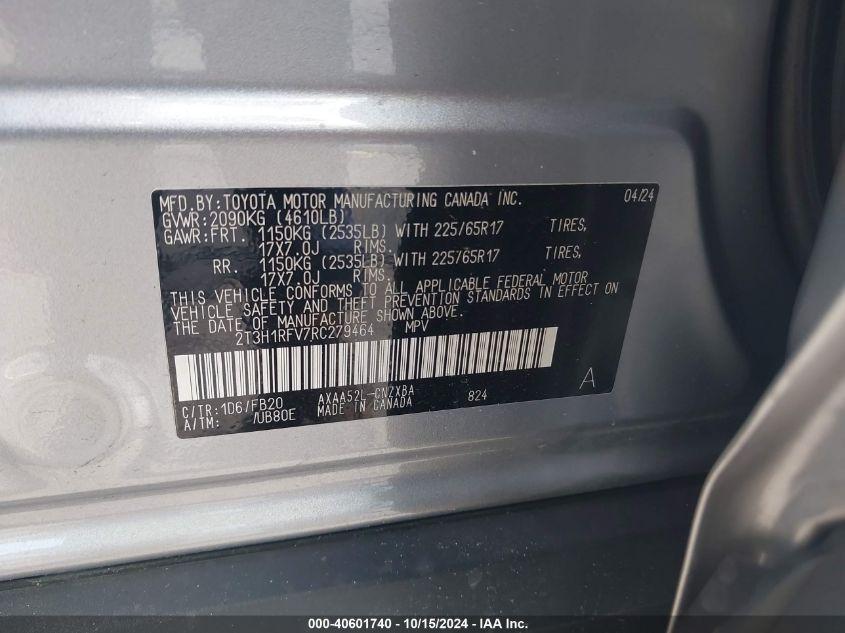 MFD.BY:TOYOTA MOTOR MANUFACTURING CANADA INC. 04/24
GVWR:2090KG (4610LB)
GAWR:FRT. 1150KG (2535LB) WITH 225/65R17 TIRES,
17X7.0J RIMS.
RR. 1150KG (2535LB) WITH 225/65R17 TIRES,
17X7.0J RIMS.
THIS VEHICLE CONFORMS TO ALL APPLICABLE FEDERAL MOTOR
VEHICLE SAFETY AND THEFT PREVENTION STANDARDS IN EFFECT ON
THE DATE OF MANUFACTURE SHOWN ABOVE.
2T3H1RFV7RC279464 MPV
A
C/TR:1D6/FB20 AXAA52L-CNZXBA 824
A/TM: /UB80E MADE IN CANADA
000-40601740 - 10/15/2024 - IAA Inc.